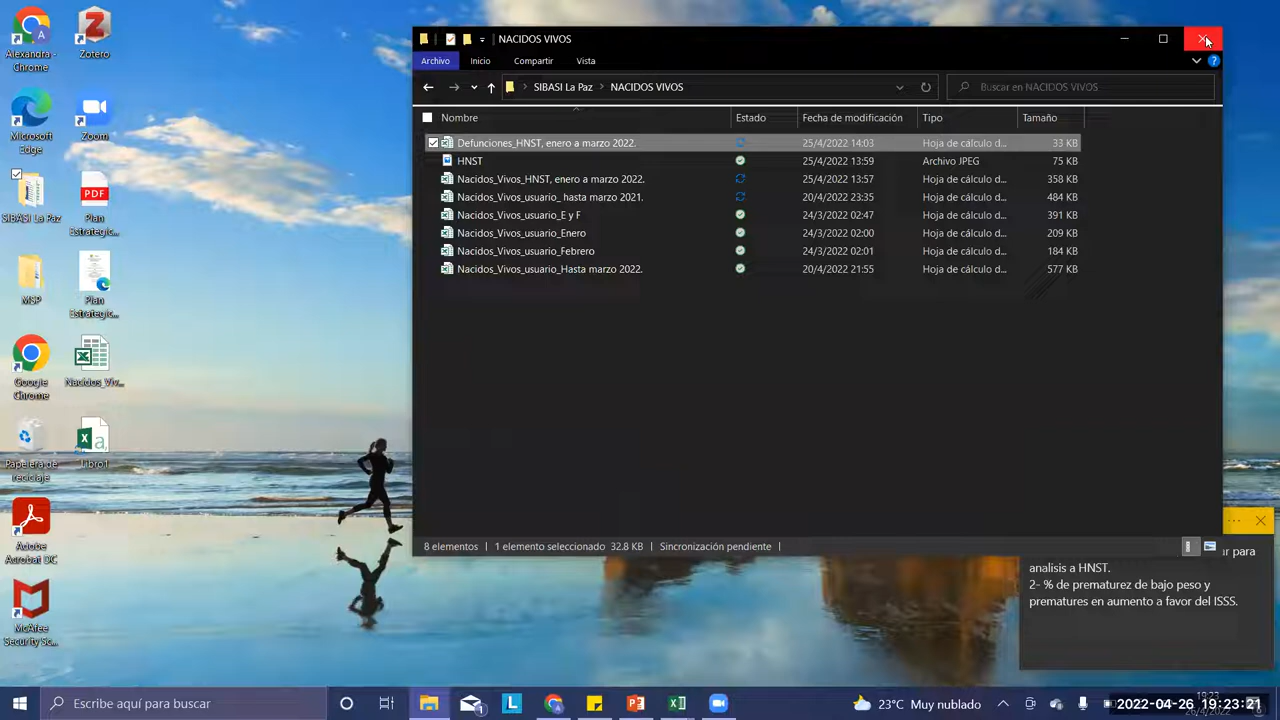 NACIDOS VIVOS
Archivo Inicio Compartir Vista
SIBASI La Paz > NACIDOS VIVOS
Buscar en NACIDOS VIVOS
Nombre Estado Fecha de modificación Tipo Tamaño
Defunciones_HNST, enero a marzo 2022. 25/4/2022 14:03 Hoja de cálculo d... 33 KB
HNST 25/4/2022 13:59 Archivo JPEG 75 KB
Nacidos_Vivos_HNST, enero a marzo 2022. 25/4/2022 13:57 Hoja de cálculo d... 358 KB
Nacidos_Vivos_usuario_ hasta marzo 2021. 20/4/2022 23:35 Hoja de cálculo d... 484 KB
Nacidos_Vivos_usuario_E y F 24/3/2022 02:47 Hoja de cálculo d... 391 KB
Nacidos_Vivos_usuario_Enero 24/3/2022 02:00 Hoja de cálculo d... 209 KB
Nacidos_Vivos_usuario_Febrero 24/3/2022 02:01 Hoja de cálculo d... 184 KB
Nacidos_Vivos_usuario_Hasta marzo 2022. 20/4/2022 21:55 Hoja de cálculo d... 577 KB
8 elementos 1 elemento seleccionado 32.8 KB Sincronización pendiente
Alexandra -
Chrome
Zotero
Microsoft
Edge
Zoom
SIBASI La Paz
PDF
Plan
Estrategic...
MSP
Plan
Estrategic...
Google
Chrome
Nacidos_Viv...
Papelera de
reciclaje
Libro1
Adobe
Acrobat DC
McAfee
Security Sc...
ur para
analisis a HNST.
2- % de prematurez de bajo peso y
prematures en aumento a favor del ISSS.
Escribe aquí para buscar
23°C Muy nublado
19:23
2022-04-26 19:23:21